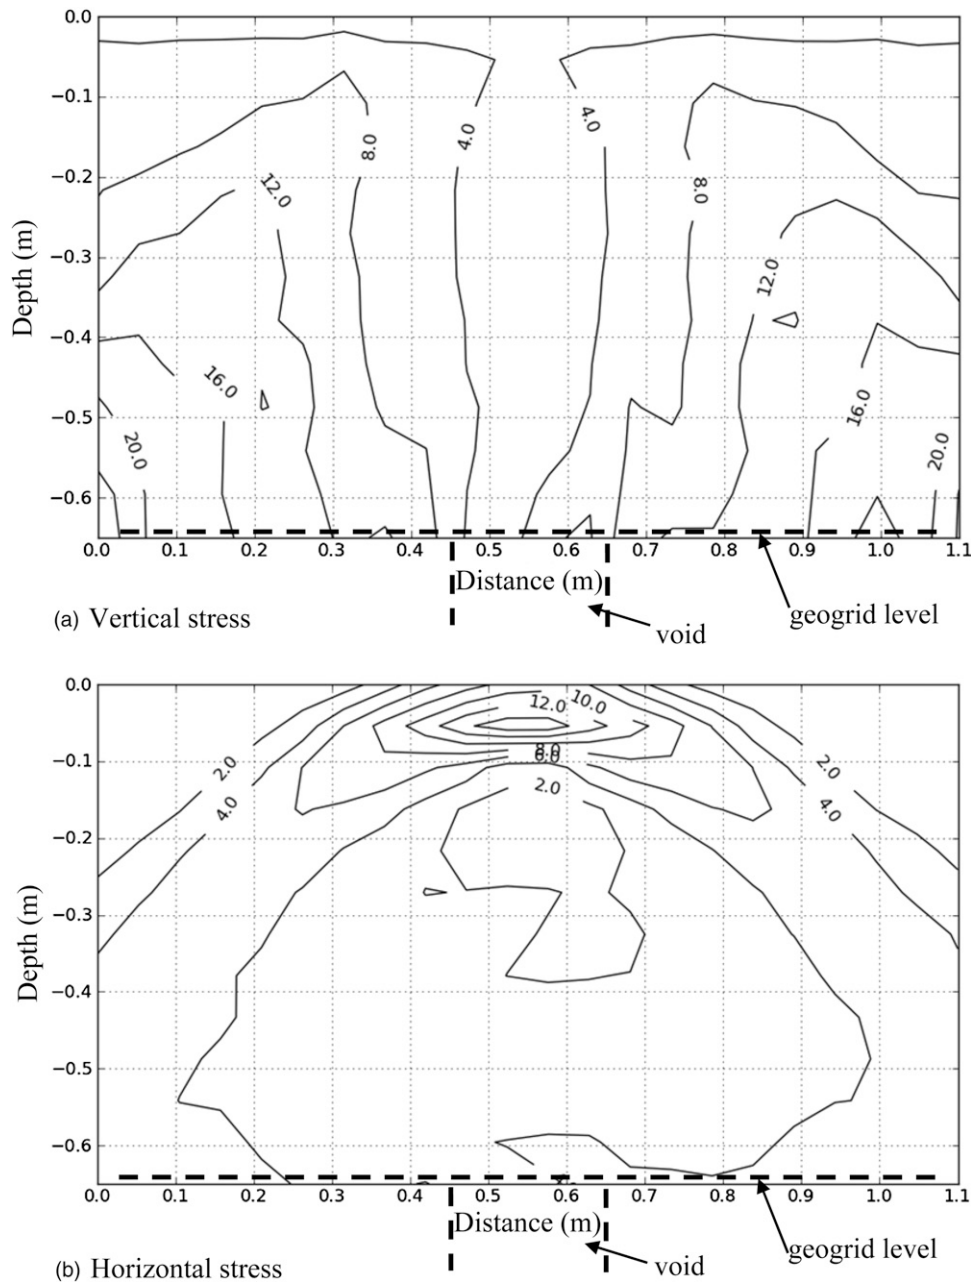 0.0
4.0
4.0
−0.1
8.0
−0.2
12.0
8.0
Depth (m)
−0.3
12.0
−0.4
16.0
16.0
−0.5
20.0
20.0
−0.6
0.0 0.1 0.2 0.3 0.4 0.5 0.6 0.7 0.8 0.9 1.0 1.1
Distance (m)
(a) Vertical stress
void
geogrid level
0.0
12.0
10.0
8.0
6.0
−0.1
2.0
2.0
2.0
4.0
4.0
−0.2
Depth (m)
−0.3
−0.4
−0.5
−0.6
0.0 0.1 0.2 0.3 0.4 0.5 0.6 0.7 0.8 0.9 1.0 1.1
Distance (m)
(b) Horizontal stress
void
geogrid level